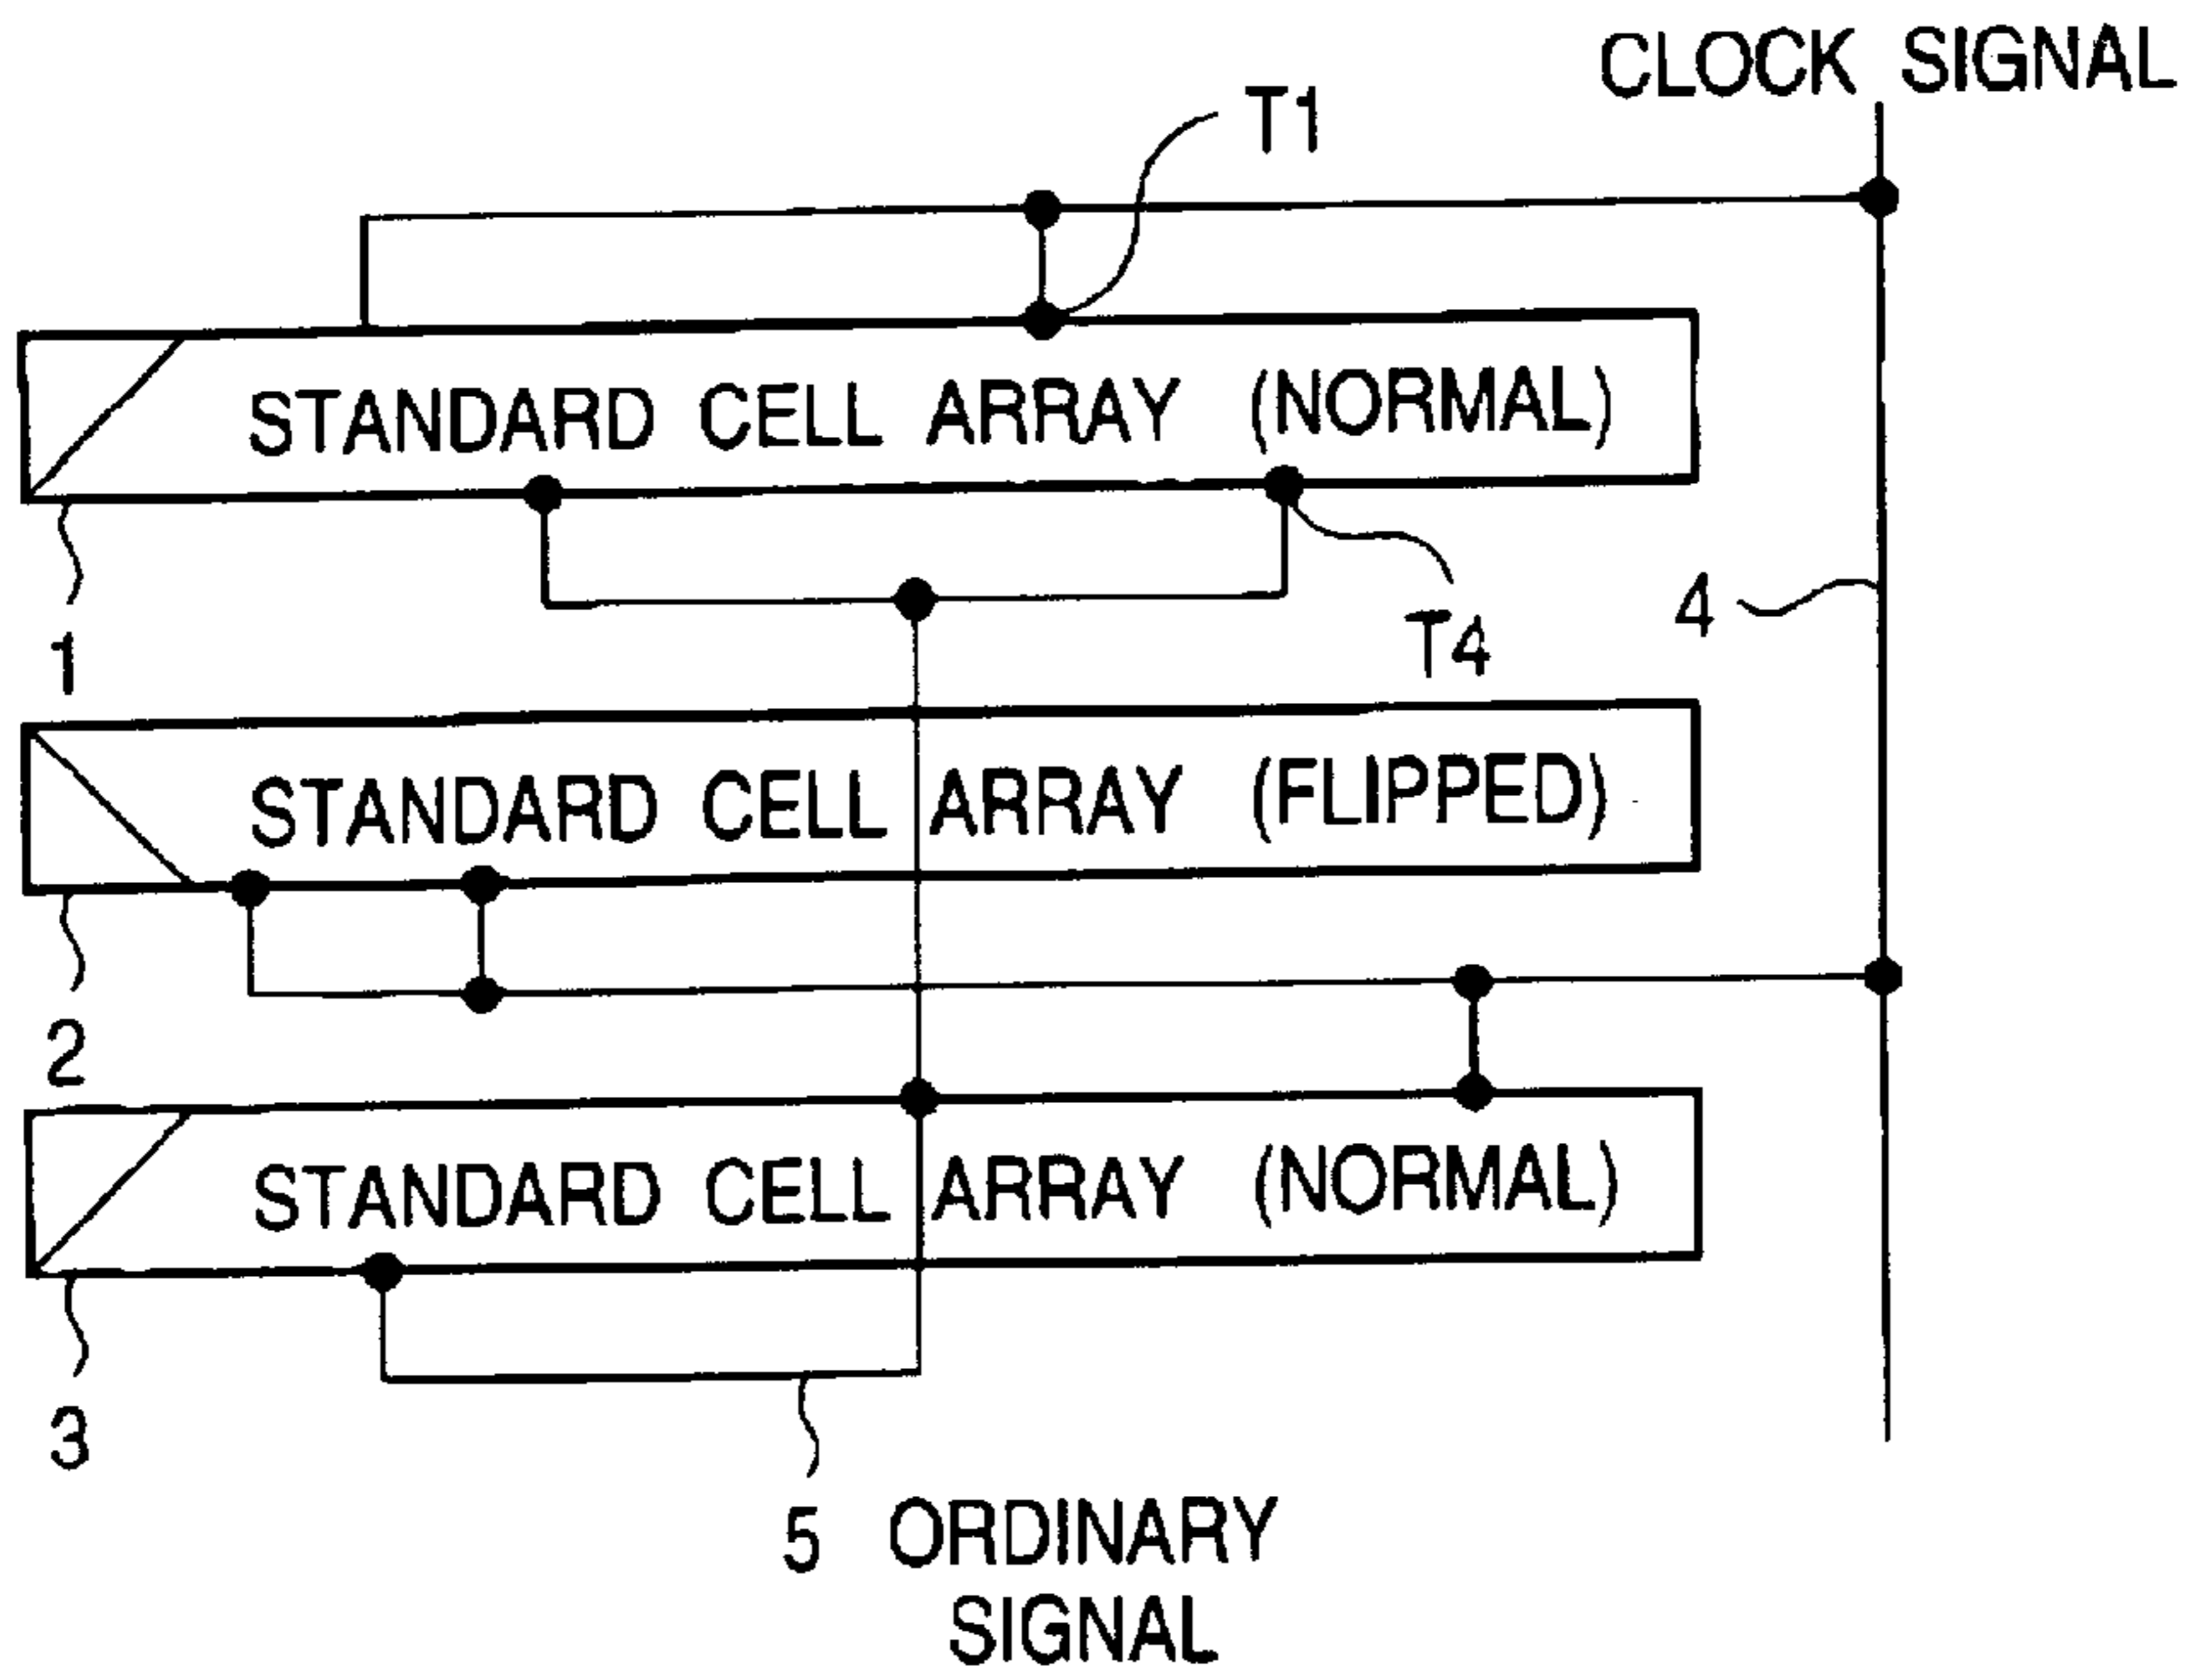 CLOCK SIGNAL
T1
STANDARD CELL ARRAY (NORMAL)
4
T4
1
STANDARD CELL ARRAY (FLIPPED)
2
STANDARD CELL ARRAY (NORMAL)
3
5 ORDINARY
SIGNAL